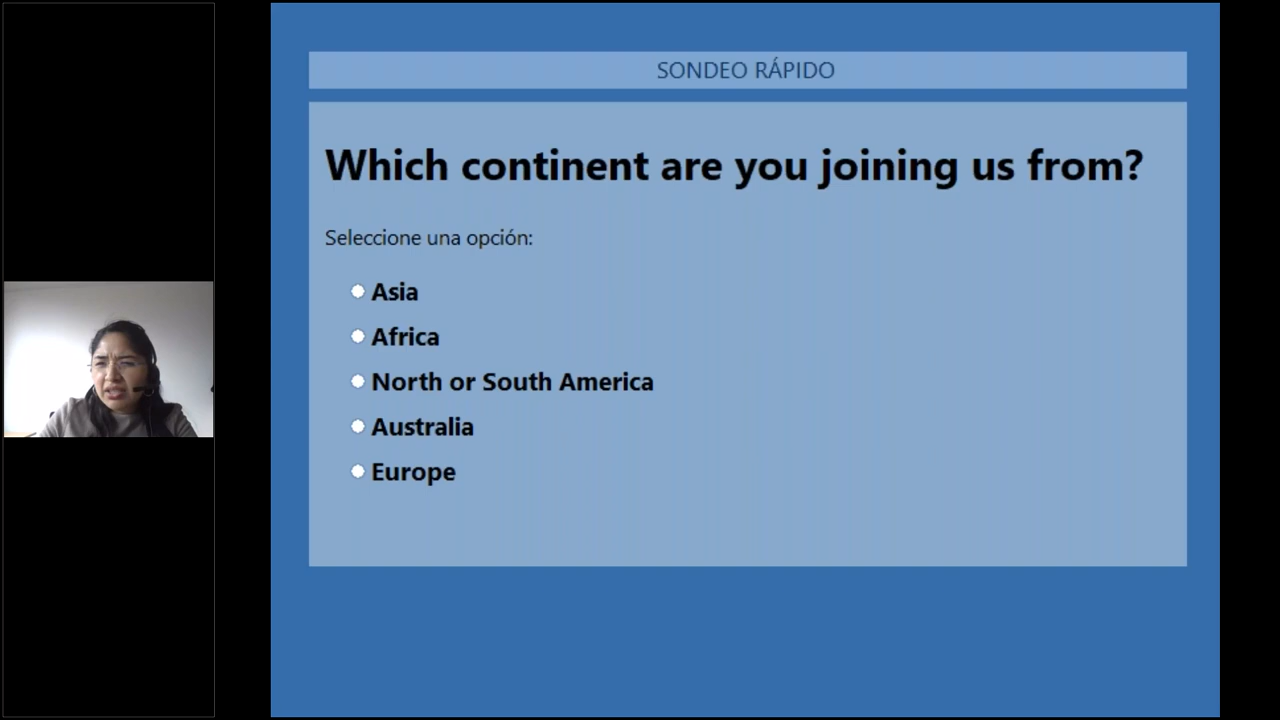 SONDEO RÁPIDO
Which continent are you joining us from?
Seleccione una opción:
Asia
Africa
North or South America
Australia
Europe